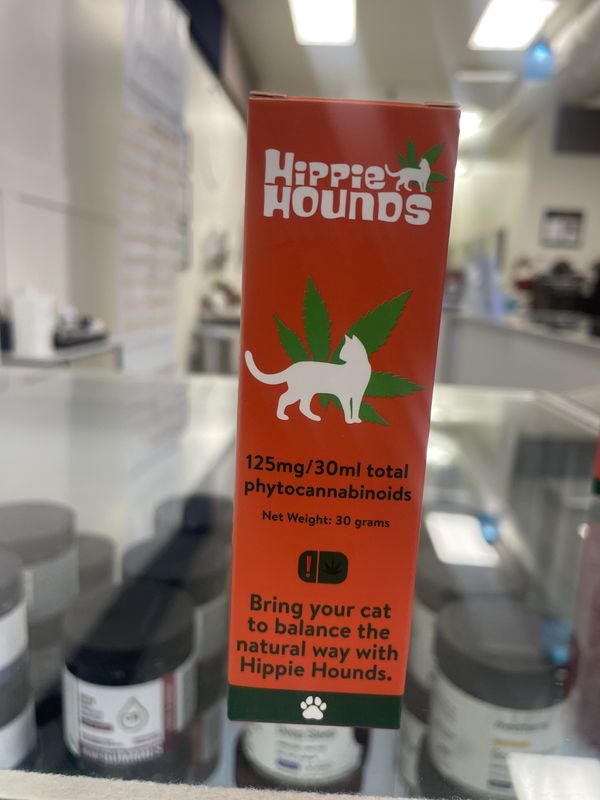 Hippie
Hounds
125mg/30ml total
phytocannabinoids
Net Weight: 30 grams
!
Bring your cat
to balance the
natural way with
Hippie Hounds.